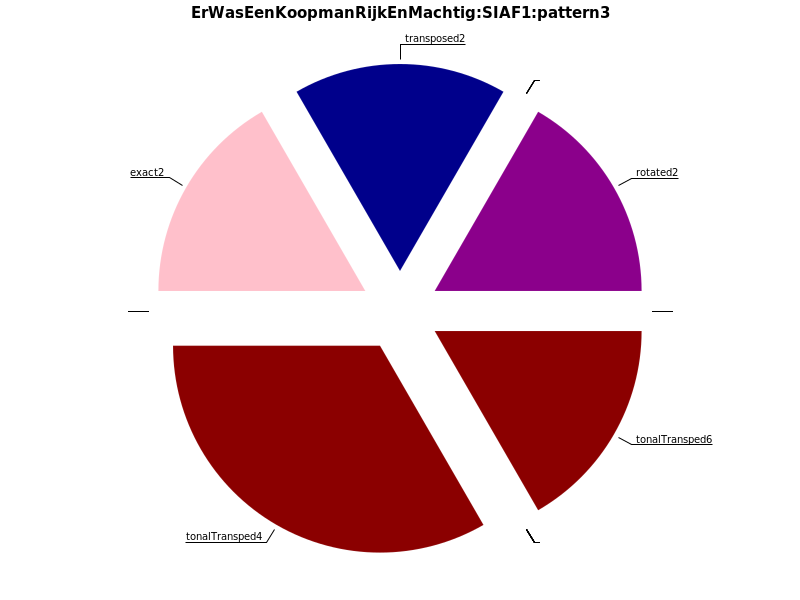 ErWasEenKoopmanRijkEnMachtig:SIAF1:pattern3
transposed2
exact2
rotated2
tonalTransped6
tonalTransped4